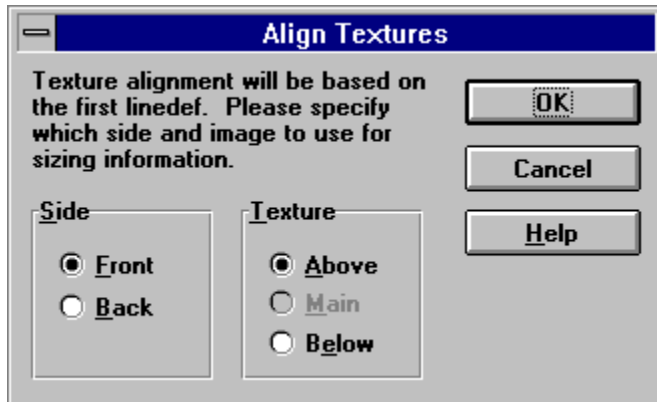 Align Textures
Texture alignment will be based on
the first linedef.  Please specify
which side and image to use for
sizing information.
OK
Cancel
Help
Side
Front
Back
Texture
Above
Main
Below